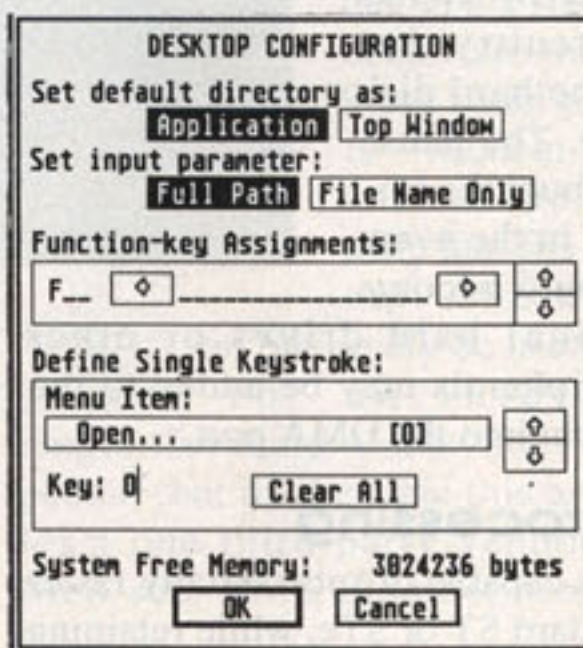 DESKTOP CONFIGURATION
Set default directory as:
Application Top Window
Set input parameter:
Full Path File Name Only
Function-key Assignments:
F__ ___________________
Define Single Keystroke:
Menu Item:
Open... [O]
Key: O
Clear All
System Free Memory: 3024236 bytes
OK Cancel